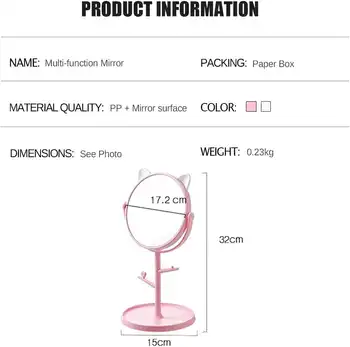 PRODUCT INFORMATION
NAME: Multi-function Mirror PACKING: Paper Box
MATERIAL QUALITY: PP + Mirror surface COLOR:
DIMENSIONS: See Photo WEIGHT: 0.23kg
17.2 cm
32cm
15cm